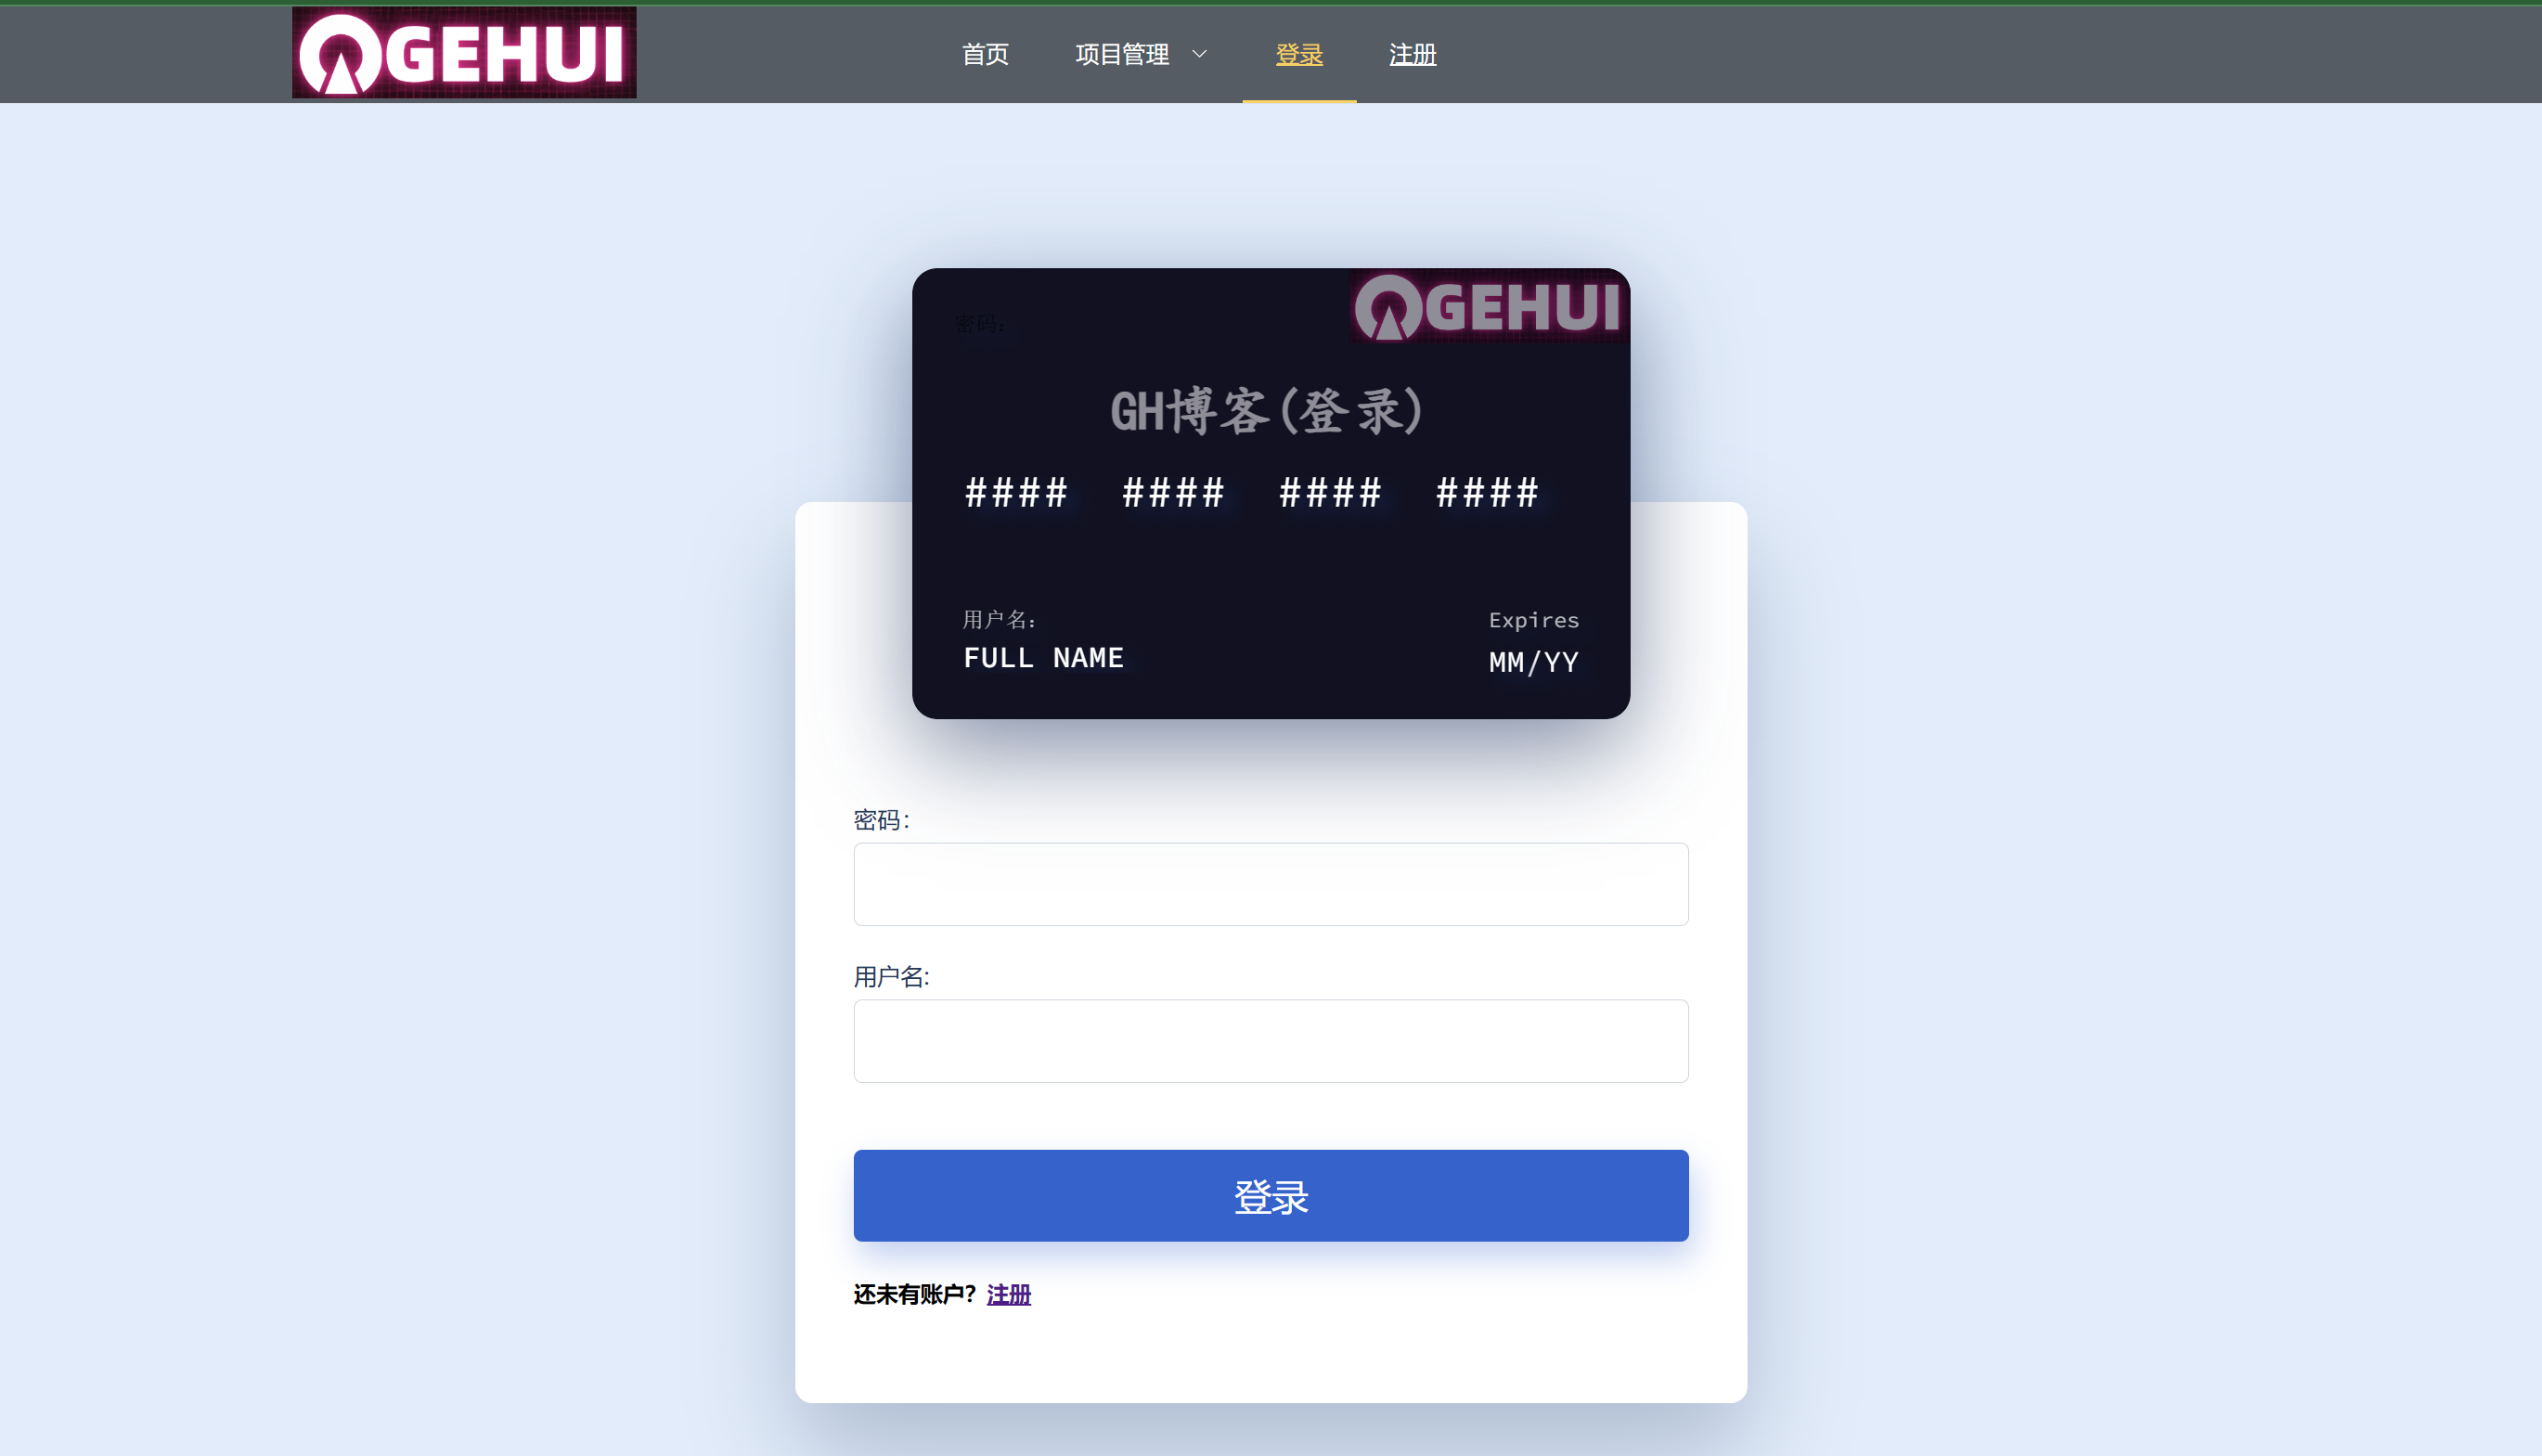 GEHUI
首页 项目管理 登录 注册
GEHUI
密码：
GH博客(登录)
#### #### #### ####
用户名： Expires
FULL NAME MM/YY
密码：
用户名:
登录
还未有账户？注册